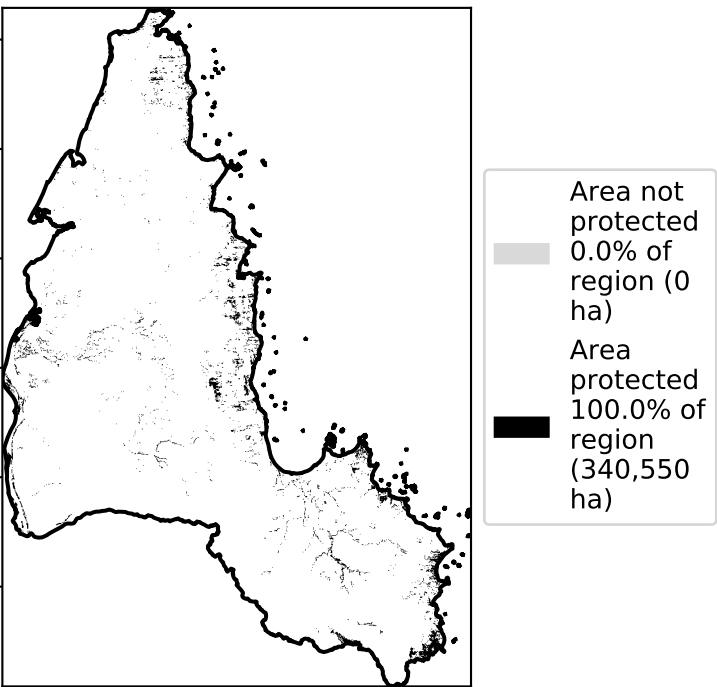 Area not
protected
0.0% of
region (0
ha)
Area
protected
100.0% of
region
(340,550
ha)